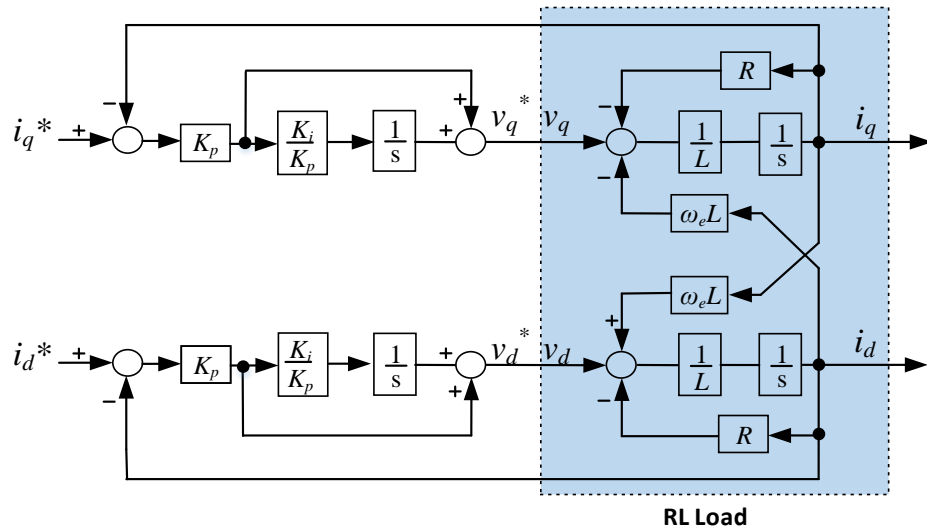 R
i_q* + − K_p K_i/K_p 1/s + + v_q* v_q − − 1/L 1/s i_q
ω_eL
ω_eL
i_d* + − K_p K_i/K_p 1/s + + v_d* v_d + − 1/L 1/s i_d
R
RL Load